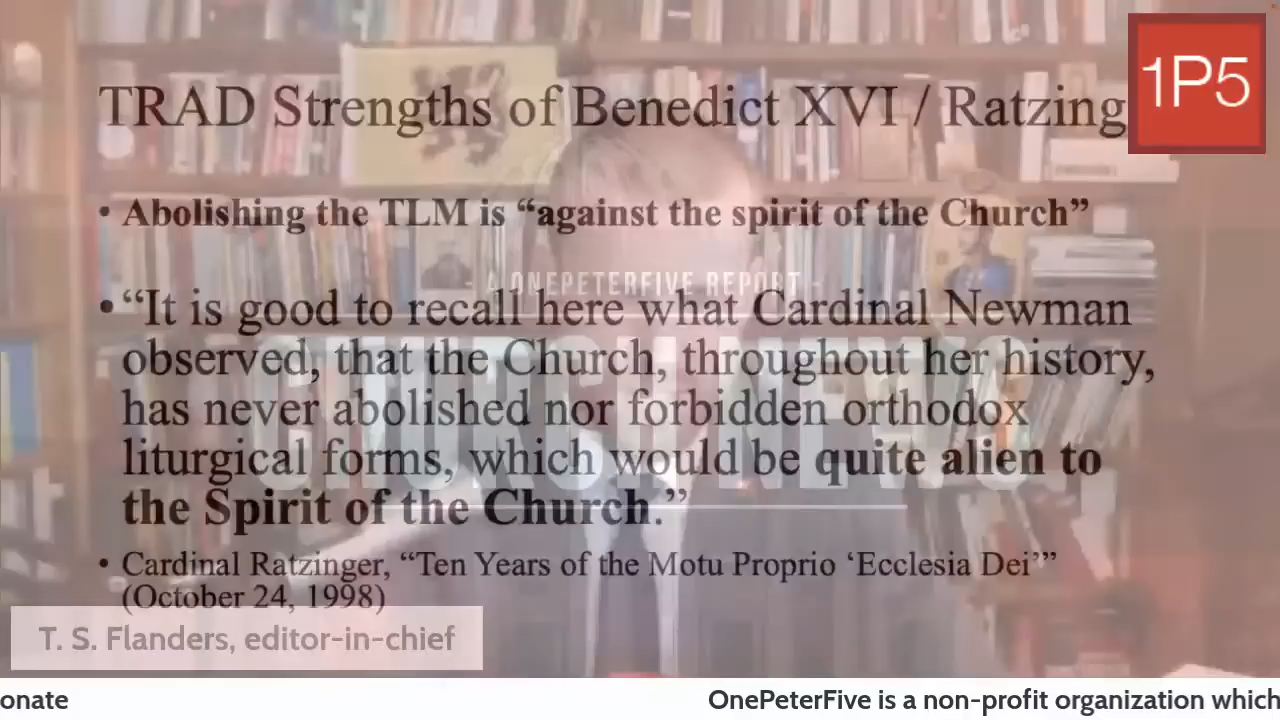 TRAD Strengths of Benedict XVI / Ratzing
1P5
• Abolishing the TLM is “against the spirit of the Church”
- A ONEPETERFIVE REPORT -
• “It is good to recall here what Cardinal Newman
observed, that the Church, throughout her history,
has never abolished nor forbidden orthodox
liturgical forms, which would be quite alien to
the Spirit of the Church.”
CHURCH NEWS
• Cardinal Ratzinger, “Ten Years of the Motu Proprio ‘Ecclesia Dei’”
(October 24, 1998)
T. S. Flanders, editor-in-chief
onate
OnePeterFive is a non-profit organization which